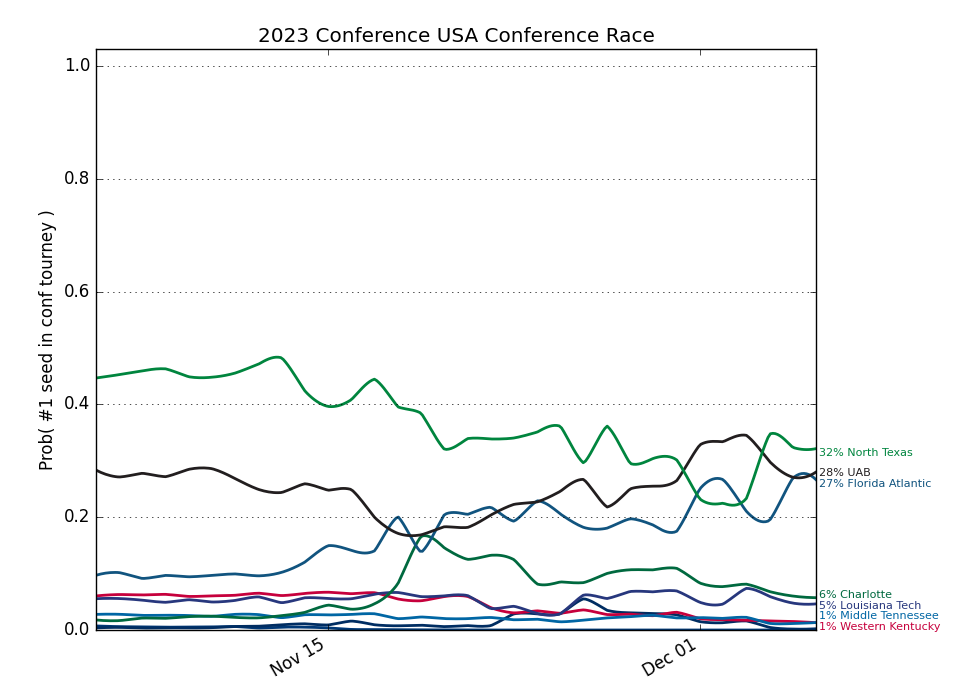 2023 Conference USA Conference Race
Prob( #1 seed in conf tourney )
1.0
0.8
0.6
0.4
0.2
0.0
Nov 15
Dec 01
32% North Texas
28% UAB
27% Florida Atlantic
6% Charlotte
5% Louisiana Tech
1% Middle Tennessee
1% Western Kentucky